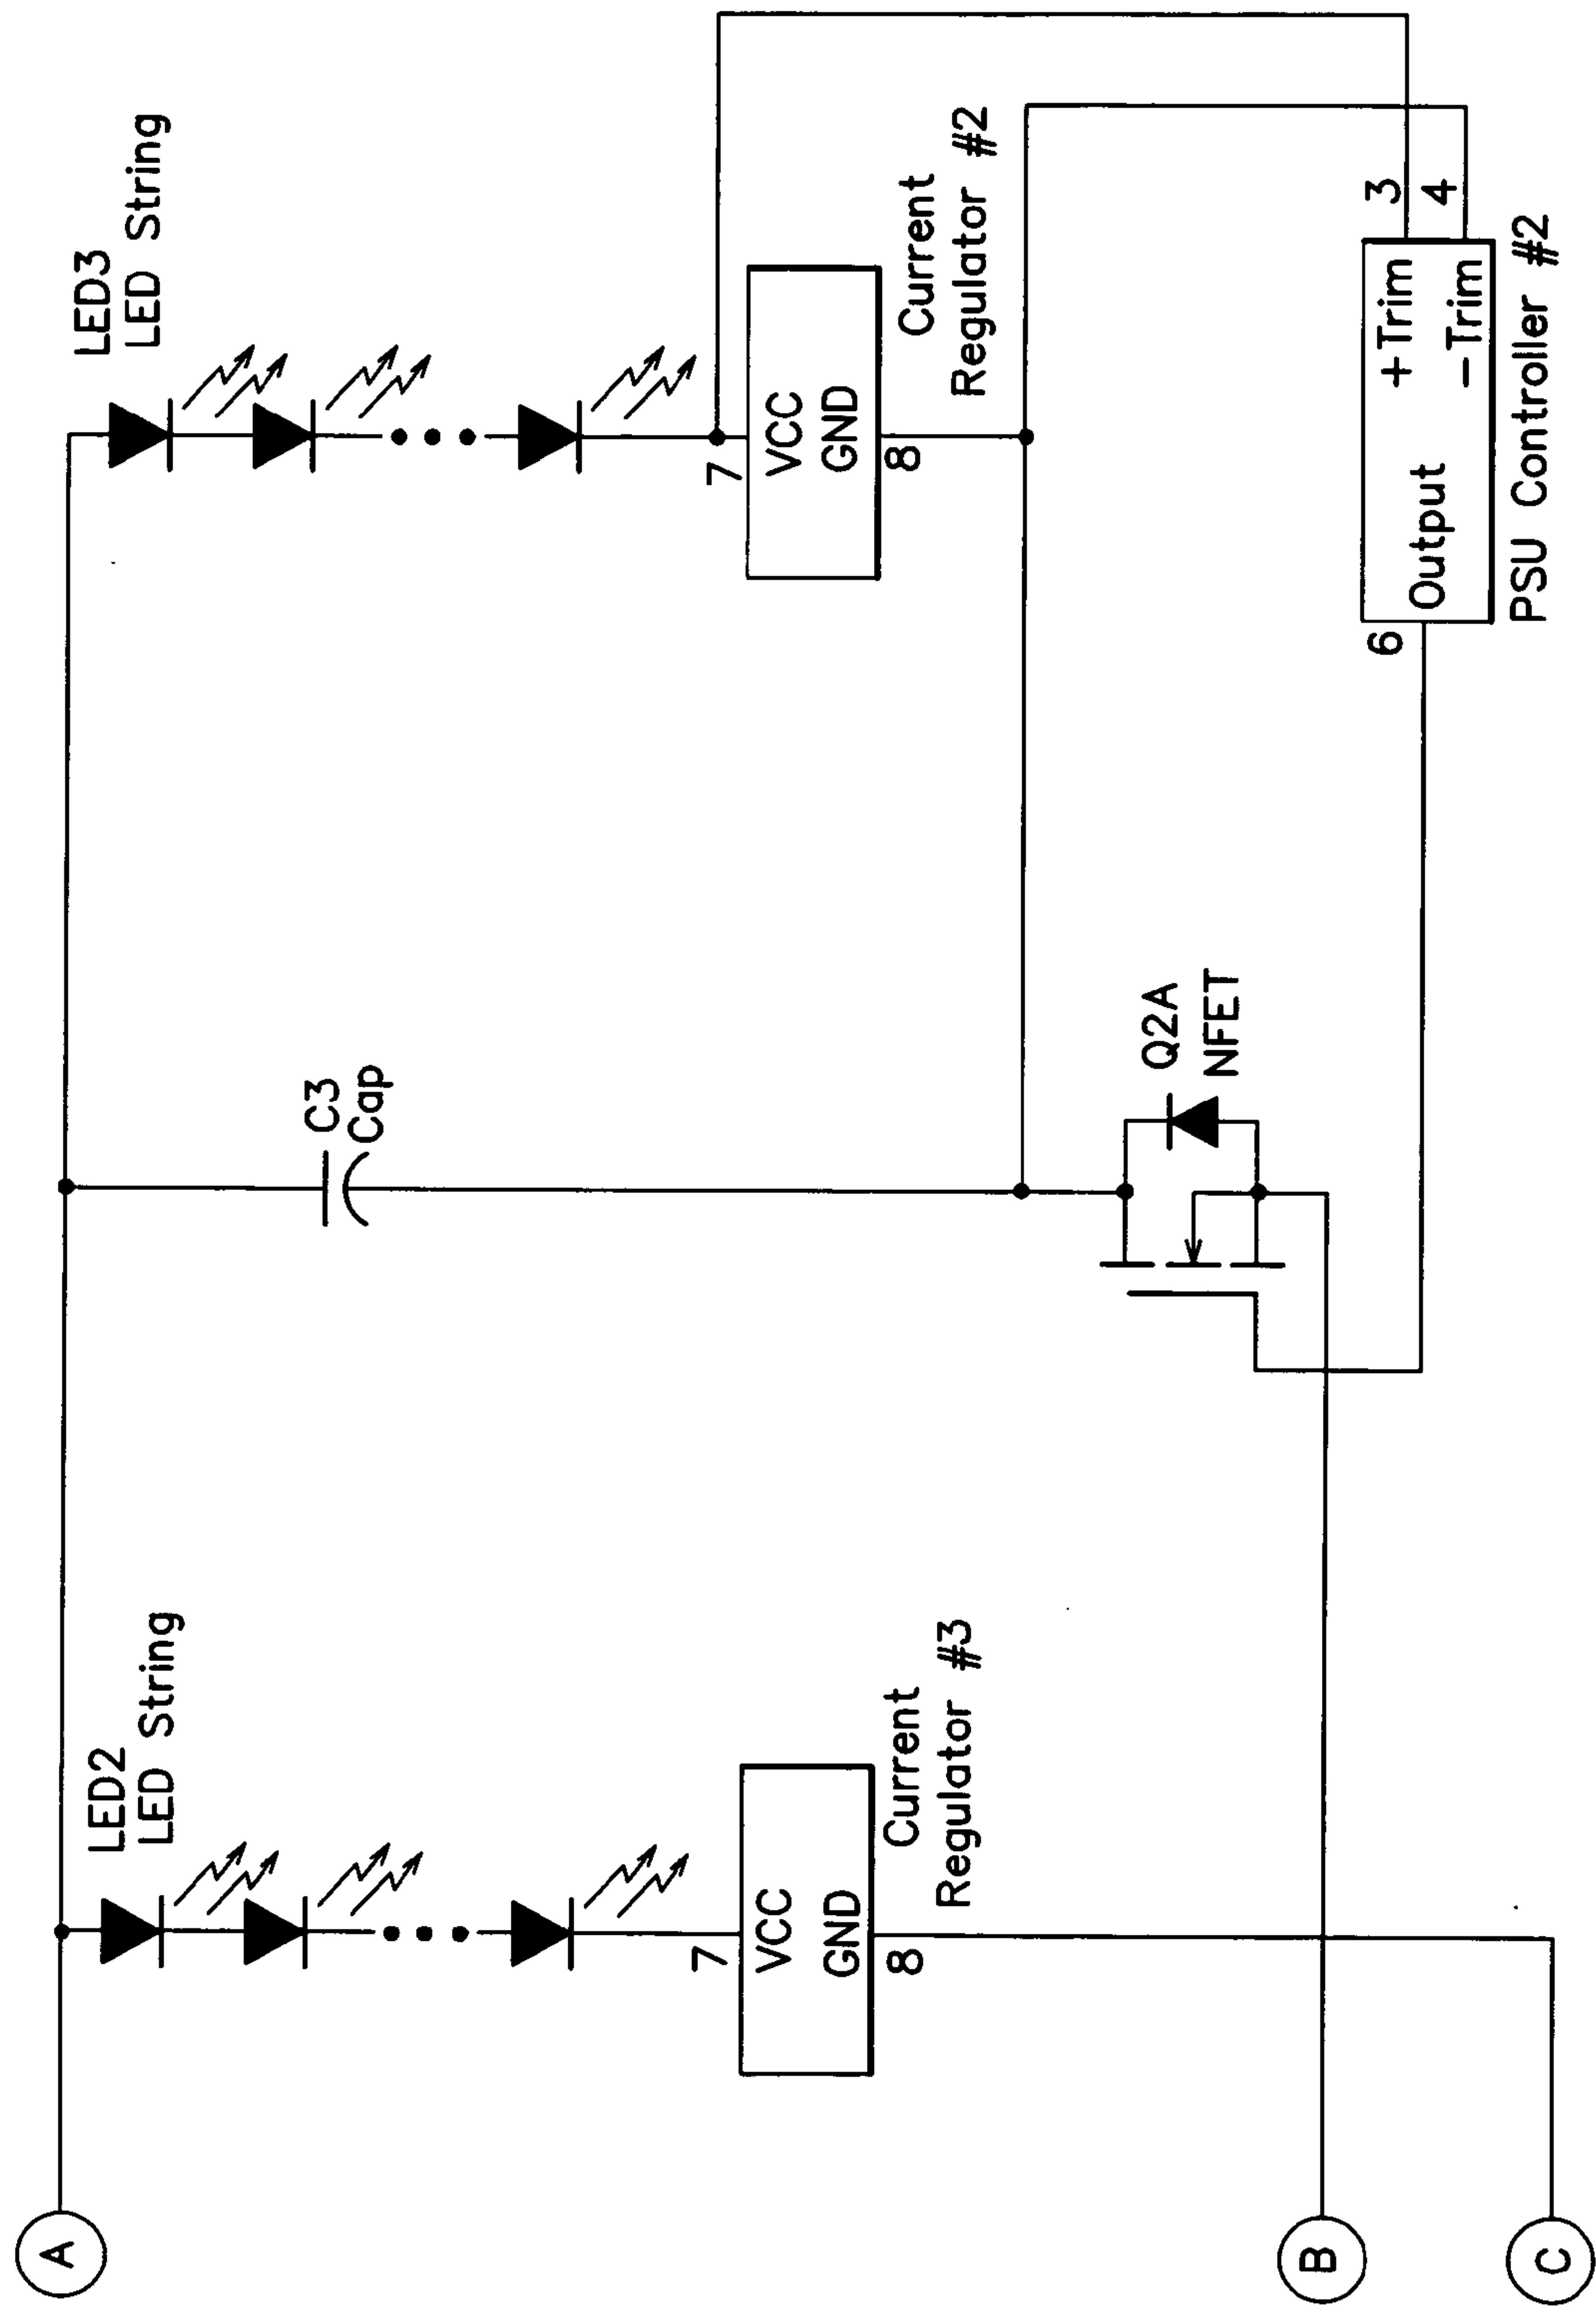 A
LED2
LED String
7
VCC
GND
8
Current
Regulator #3
C3
Cap
LED3
LED String
7
VCC
GND
8
Current
Regulator #2
Q2A
NFET
B
6
Output
+Trim
-Trim
3
4
PSU Controller #2
C